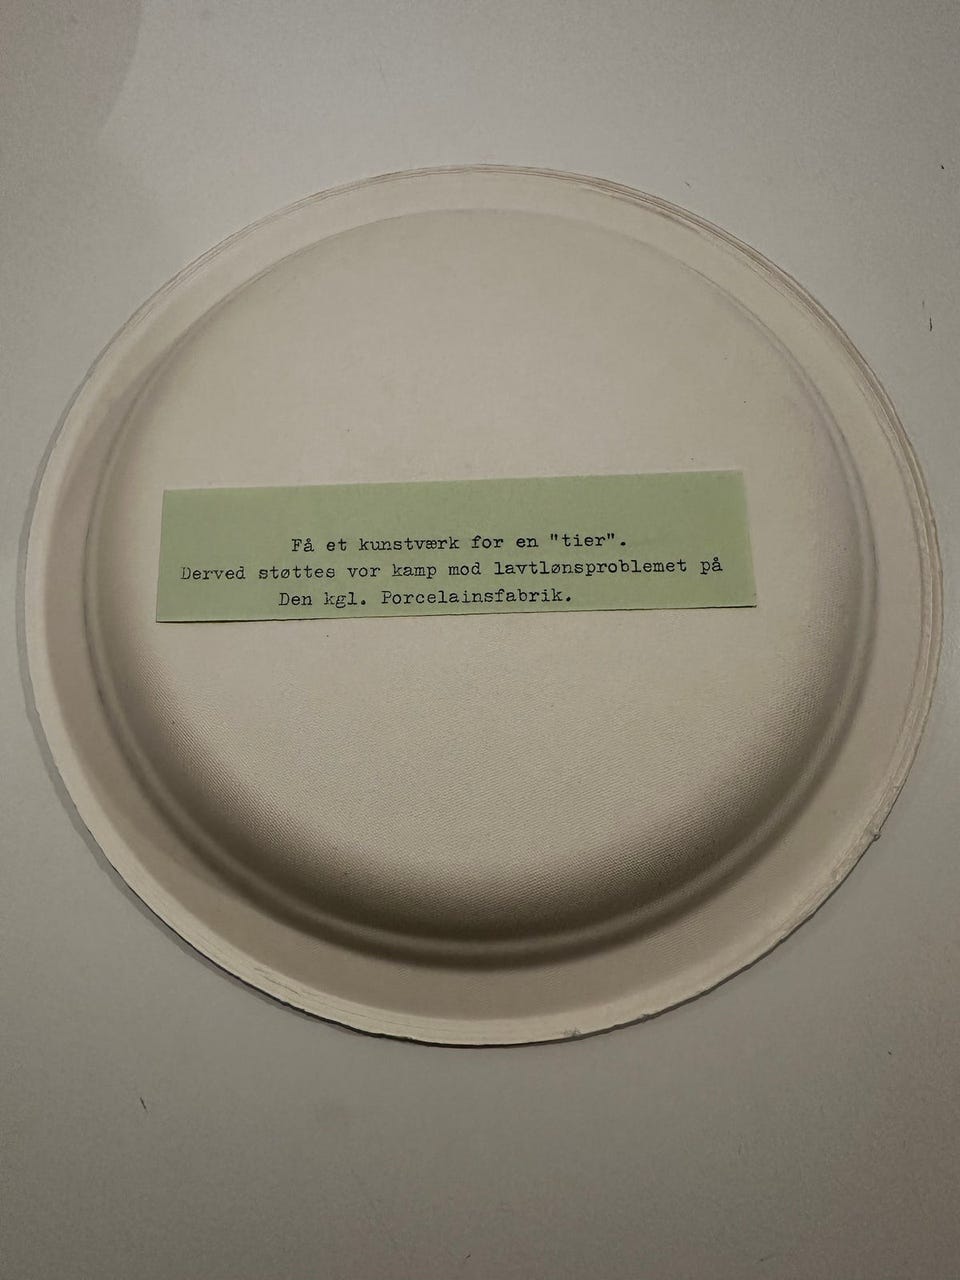 Få et kunstværk for en "tier".
Derved støttes vor kamp mod lavtlønsproblemet på
Den kgl. Porcelainsfabrik.